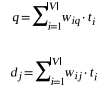 q=∑_{i=1}^{|V|} w_{iq}·t_i
d_j=∑_{i=1}^{|V|} w_{ij}·t_i